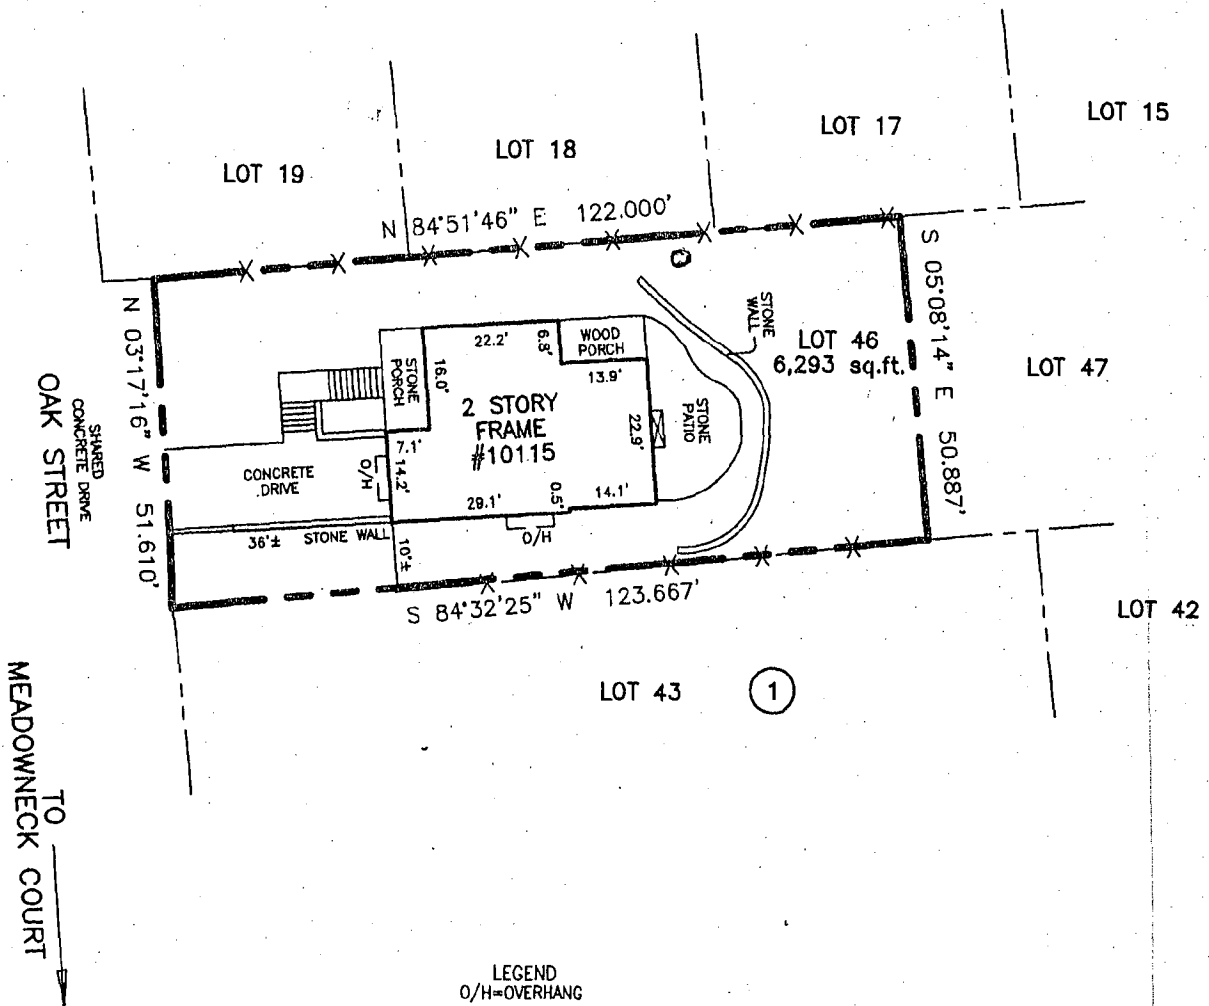 LOT 15
LOT 17
LOT 18
LOT 19
N 84°51'46" E 122.000'
S 05°08'14" E 50.887'
STONE
WALL
LOT 46
6,293 sq.ft.
LOT 47
N 03°17'16" W 51.610'
22.2'
6.8'
WOOD
PORCH
STONE
PORCH
16.0'
13.9'
2 STORY
FRAME
#10115
22.9'
STONE
PATIO
SHARED
CONCRETE DRIVE
OAK STREET
CONCRETE
DRIVE
7.1'
O/H
14.2'
29.1'
0.5'
14.1'
O/H
36'±
STONE WALL
10'±
S 84°32'25" W 123.667'
LOT 42
LOT 43
1
TO
MEADOWNECK COURT
LEGEND
O/H=OVERHANG